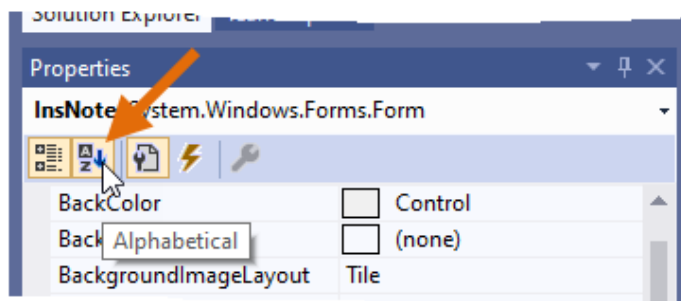 Solution Explorer
Properties
InsNote System.Windows.Forms.Form
BackColor Control
Back (none)
Alphabetical
BackgroundImageLayout Tile